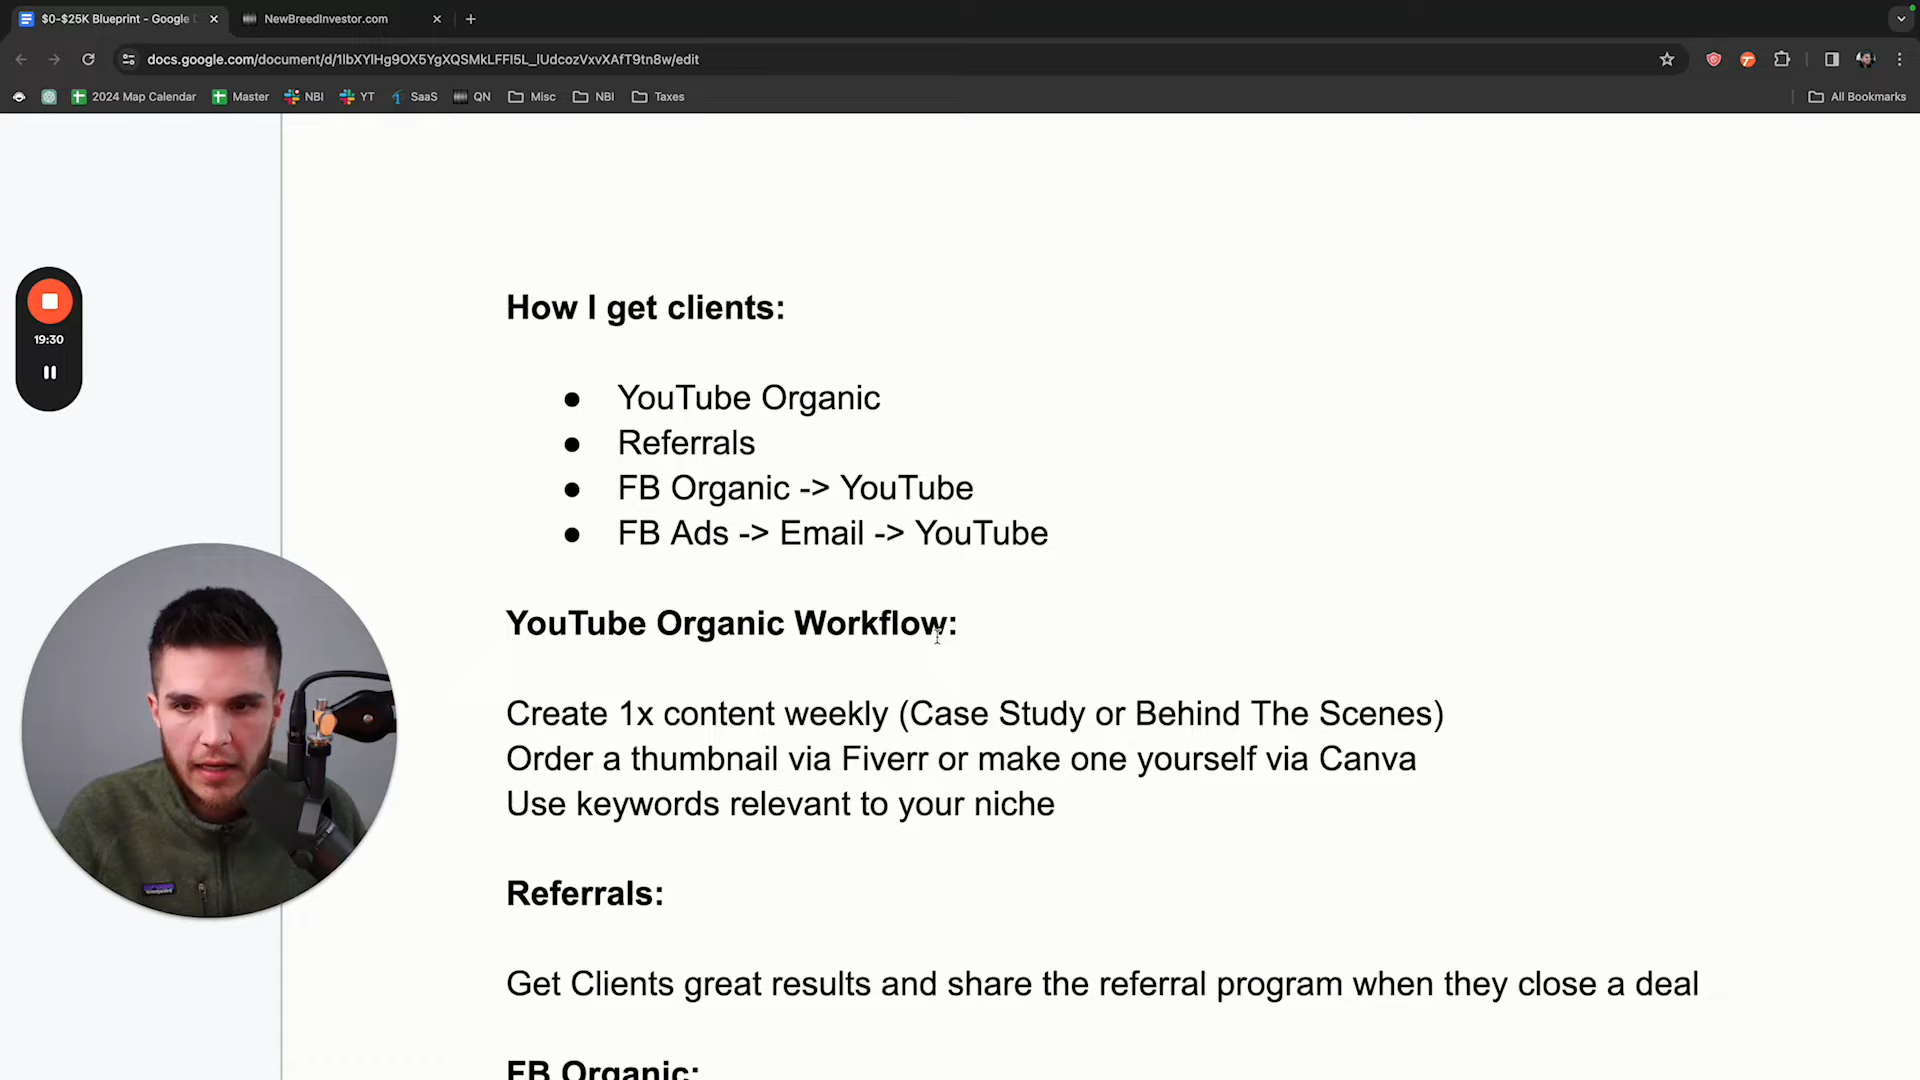 $0-$25K Blueprint - Google
NewBreedInvestor.com
docs.google.com/document/d/1lbXYlHg9OX5YgXQSMkLFFI5L_lUdcozVxvXAfT9tn8w/edit
2024 Map Calendar
Master
NBI
YT
SaaS
QN
Misc
NBI
Taxes
All Bookmarks
19:30
How I get clients:
● YouTube Organic
● Referrals
● FB Organic -> YouTube
● FB Ads -> Email -> YouTube
YouTube Organic Workflow:
Create 1x content weekly (Case Study or Behind The Scenes)
Order a thumbnail via Fiverr or make one yourself via Canva
Use keywords relevant to your niche
Referrals:
Get Clients great results and share the referral program when they close a deal
FB Organic: